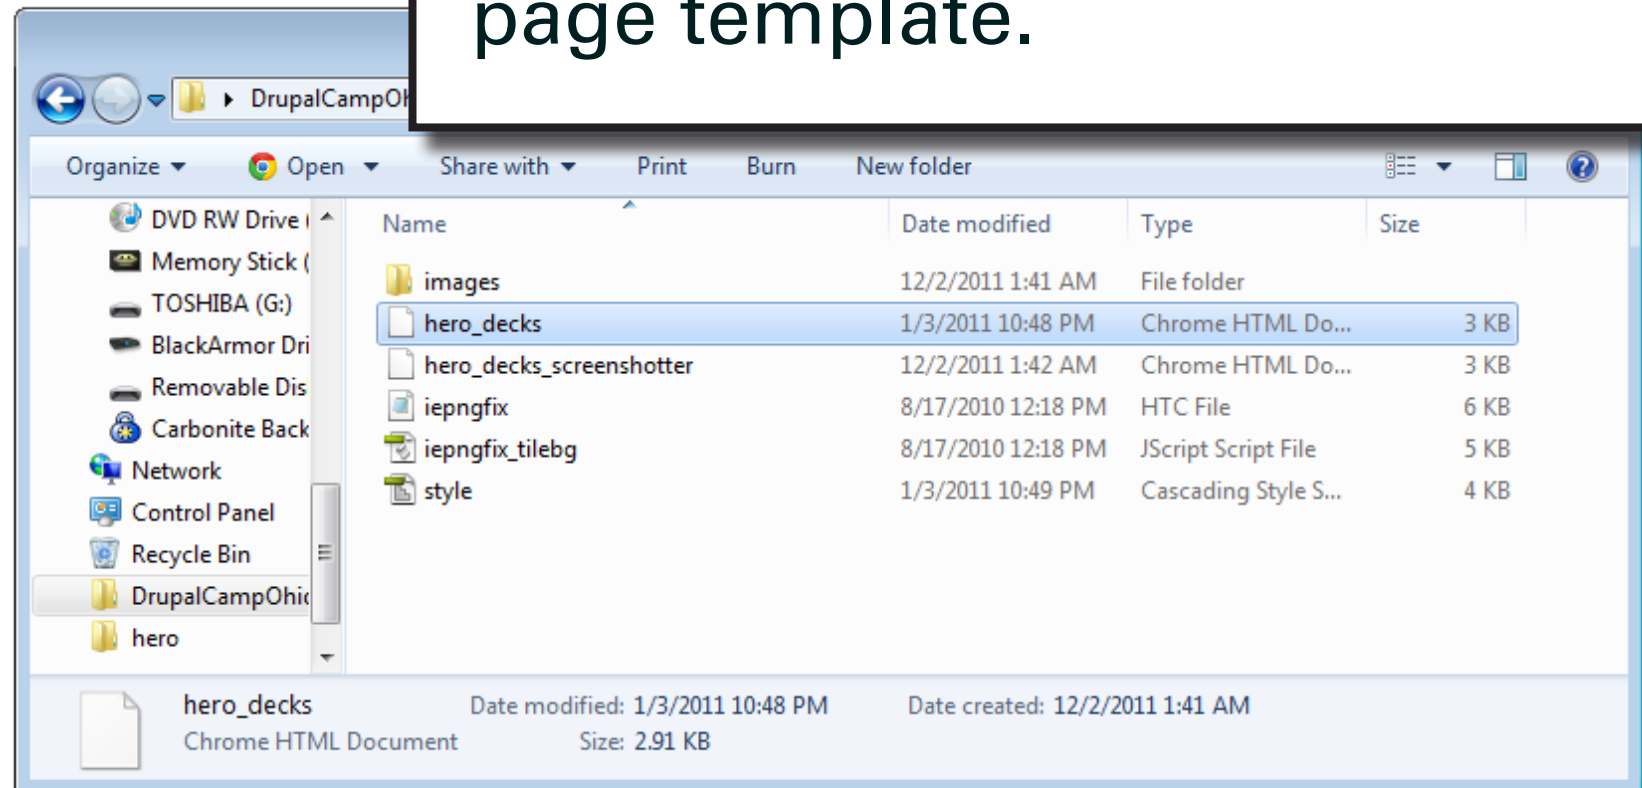 page template.
DrupalCampOh
Organize Open Share with Print Burn New folder
DVD RW Drive (
Memory Stick (
TOSHIBA (G:)
BlackArmor Dri
Removable Dis
Carbonite Back
Network
Control Panel
Recycle Bin
DrupalCampOhio
hero
Name Date modified Type Size
images 12/2/2011 1:41 AM File folder
hero_decks 1/3/2011 10:48 PM Chrome HTML Do... 3 KB
hero_decks_screenshotter 12/2/2011 1:42 AM Chrome HTML Do... 3 KB
iepngfix 8/17/2010 12:18 PM HTC File 6 KB
iepngfix_tilebg 8/17/2010 12:18 PM JScript Script File 5 KB
style 1/3/2011 10:49 PM Cascading Style S... 4 KB
hero_decks Date modified: 1/3/2011 10:48 PM Date created: 12/2/2011 1:41 AM
Chrome HTML Document Size: 2.91 KB